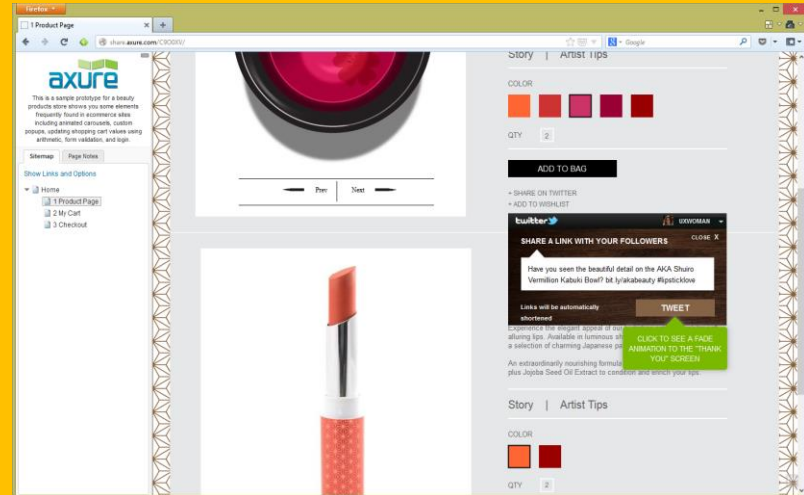 Firefox
1 Product Page
share.axure.com/C8O0XV/
Google
axure
This is a sample prototype for a beauty
products store shows you some elements
frequently found in ecommerce sites
including animated carousels, custom
popups, updating shopping cart values using
arithmetic, form validation, and login.
Sitemap Page Notes
Show Links and Options
Home
1 Product Page
2 My Cart
3 Checkout
Prev Next
Story | Artist Tips
COLOR
QTY 2
ADD TO BAG
+ SHARE ON TWITTER
+ ADD TO WISHLIST
twitter UXWOMAN
SHARE A LINK WITH YOUR FOLLOWERS CLOSE X
Have you seen the beautiful detail on the AKA Shuiro
Vermillion Kabuki Bowl? bit.ly/akabeauty #lipsticklove
Links will be automatically
shortened
TWEET
Experience the elegant appeal of
alluring lips. Available in luminous
a selection of charming Japanese
CLICK TO SEE A FADE
ANIMATION TO THE "THANK
YOU" SCREEN
An extraordinarily nourishing
plus Jojoba Seed Oil Extract to condition and enrich your lips.
Story | Artist Tips
COLOR
QTY 2